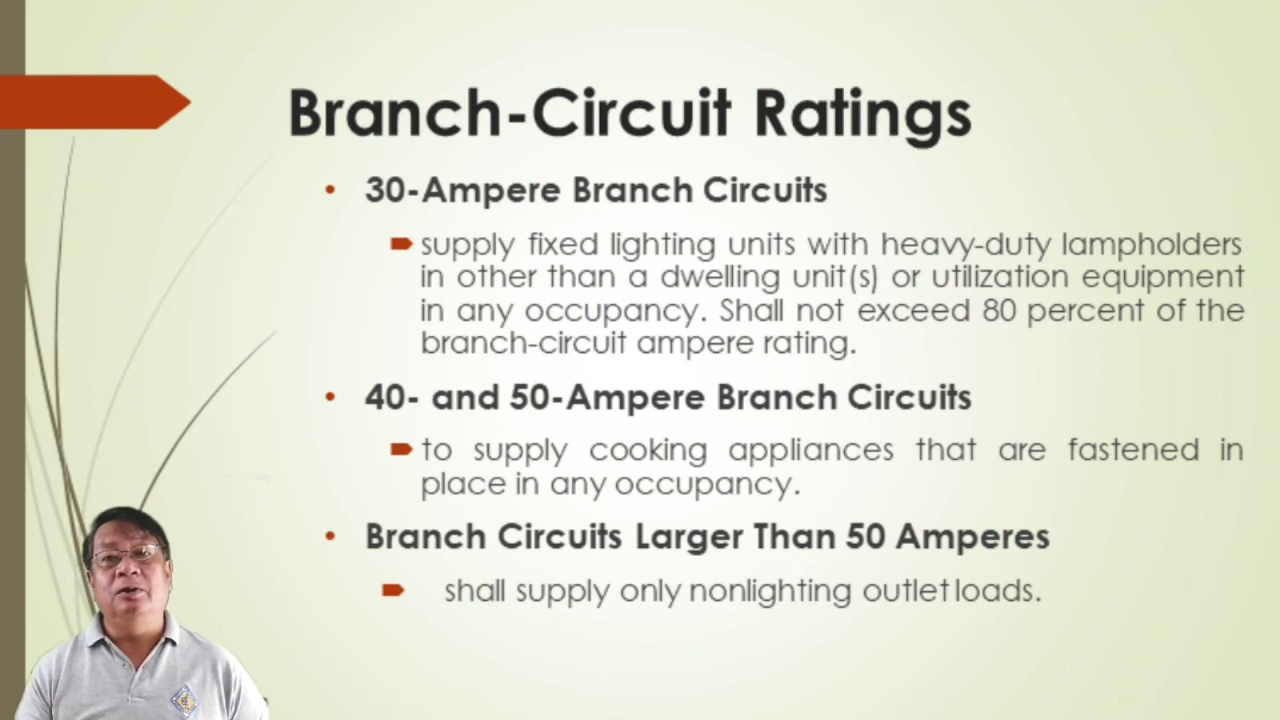 Branch-Circuit Ratings
• 30-Ampere Branch Circuits
supply fixed lighting units with heavy-duty lampholders
in other than a dwelling unit(s) or utilization equipment
in any occupancy. Shall not exceed 80 percent of the
branch-circuit ampere rating.
• 40- and 50-Ampere Branch Circuits
to supply cooking appliances that are fastened in
place in any occupancy.
• Branch Circuits Larger Than 50 Amperes
shall supply only nonlighting outlet loads.